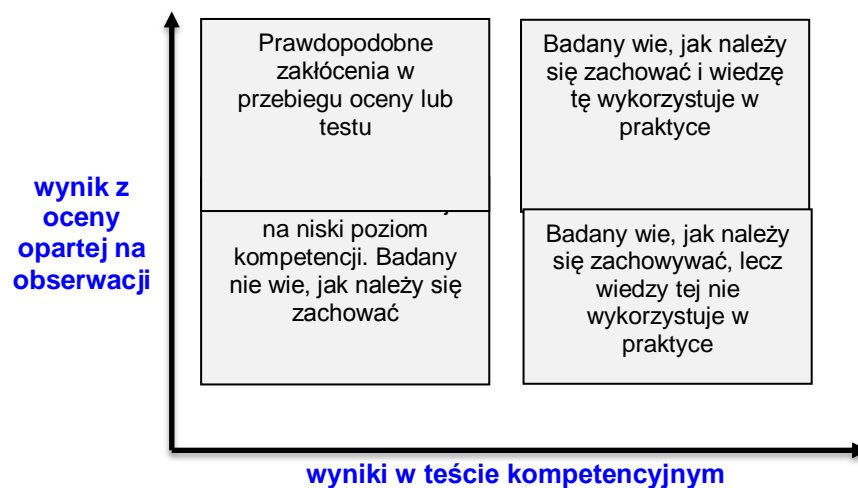 Prawdopodobne
zakłócenia w
przebiegu oceny lub
testu
Badany wie, jak należy
się zachować i wiedzę
tę wykorzystuje w
praktyce
wynik z
oceny
opartej na
obserwacji
na niski poziom
kompetencji. Badany
nie wie, jak należy się
zachować
Badany wie, jak należy
się zachowywać, lecz
wiedzy tej nie
wykorzystuje w
praktyce
wyniki w teście kompetencyjnym